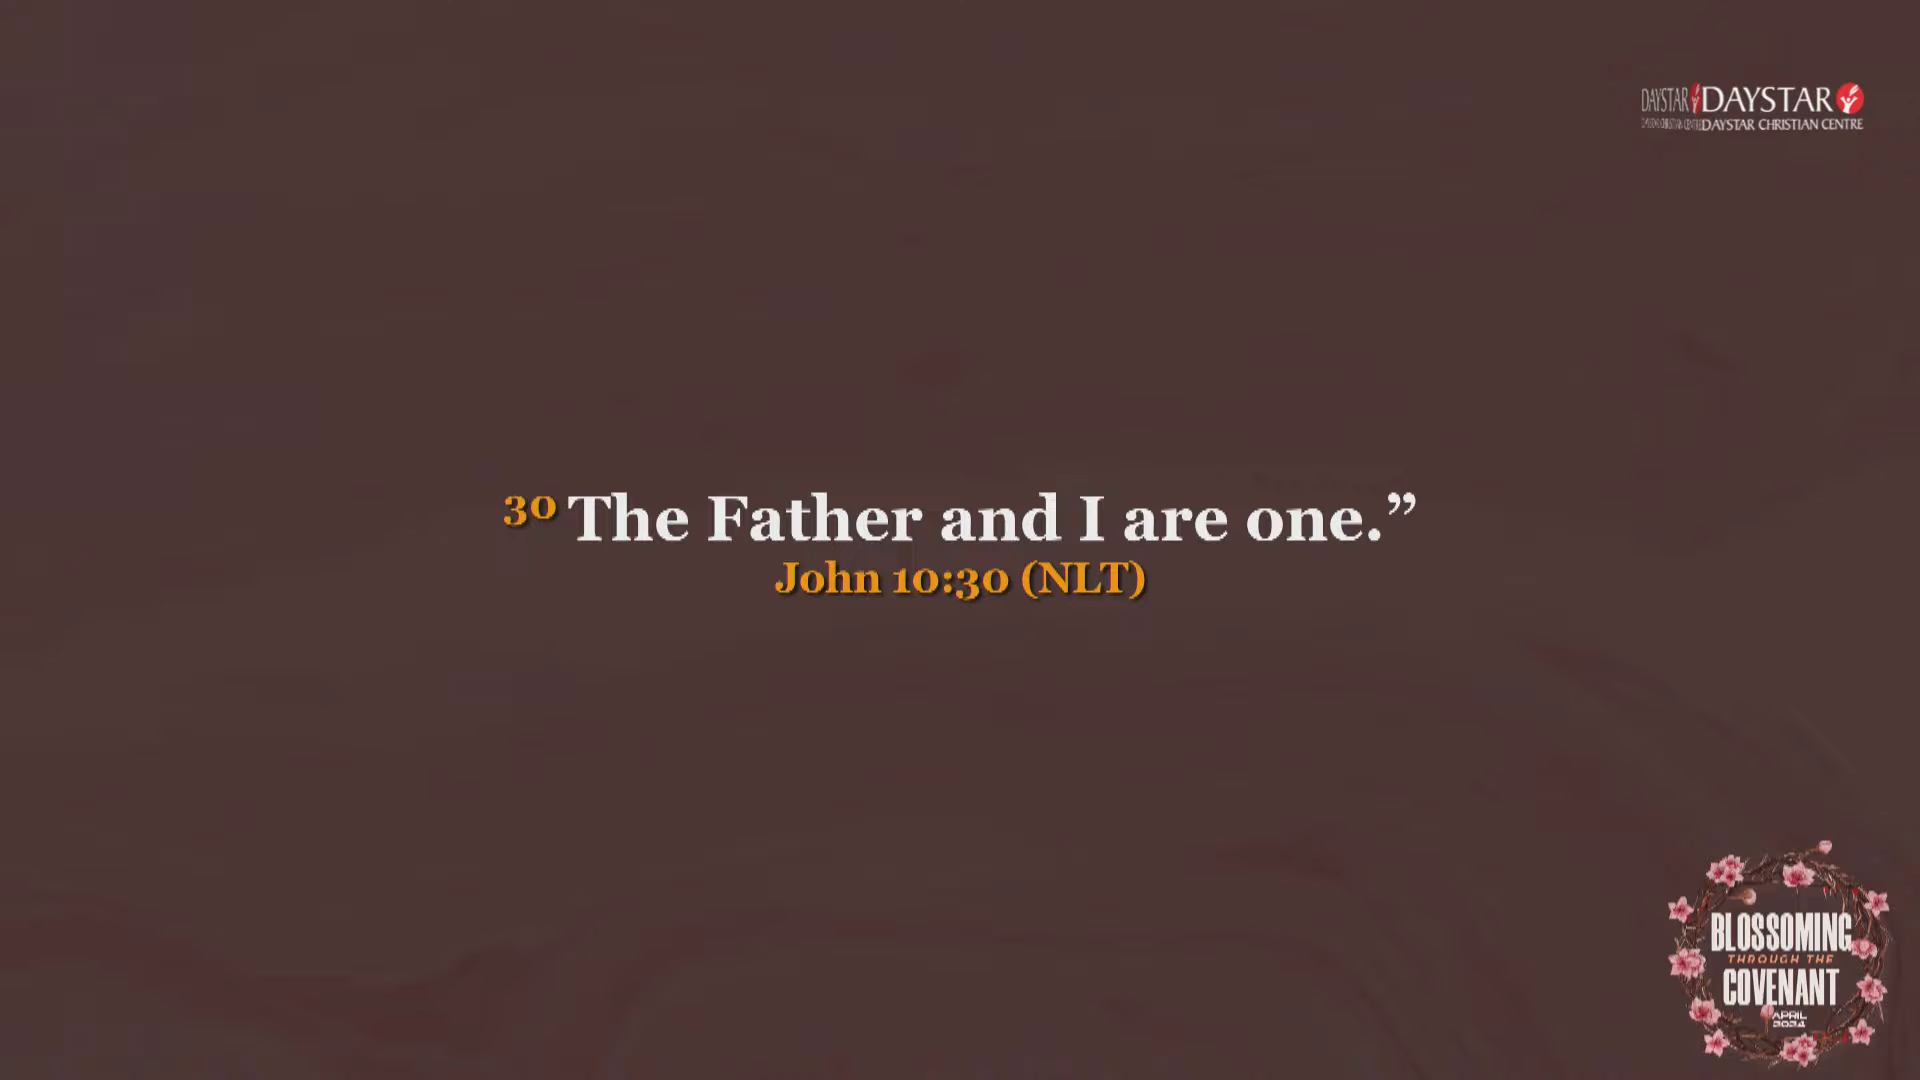 DAYSTAR DAYSTAR
DAYSTAR CHRISTIAN CENTRE
30 The Father and I are one.”
John 10:30 (NLT)
BLOSSOMING
THROUGH THE
COVENANT
APRIL
2024